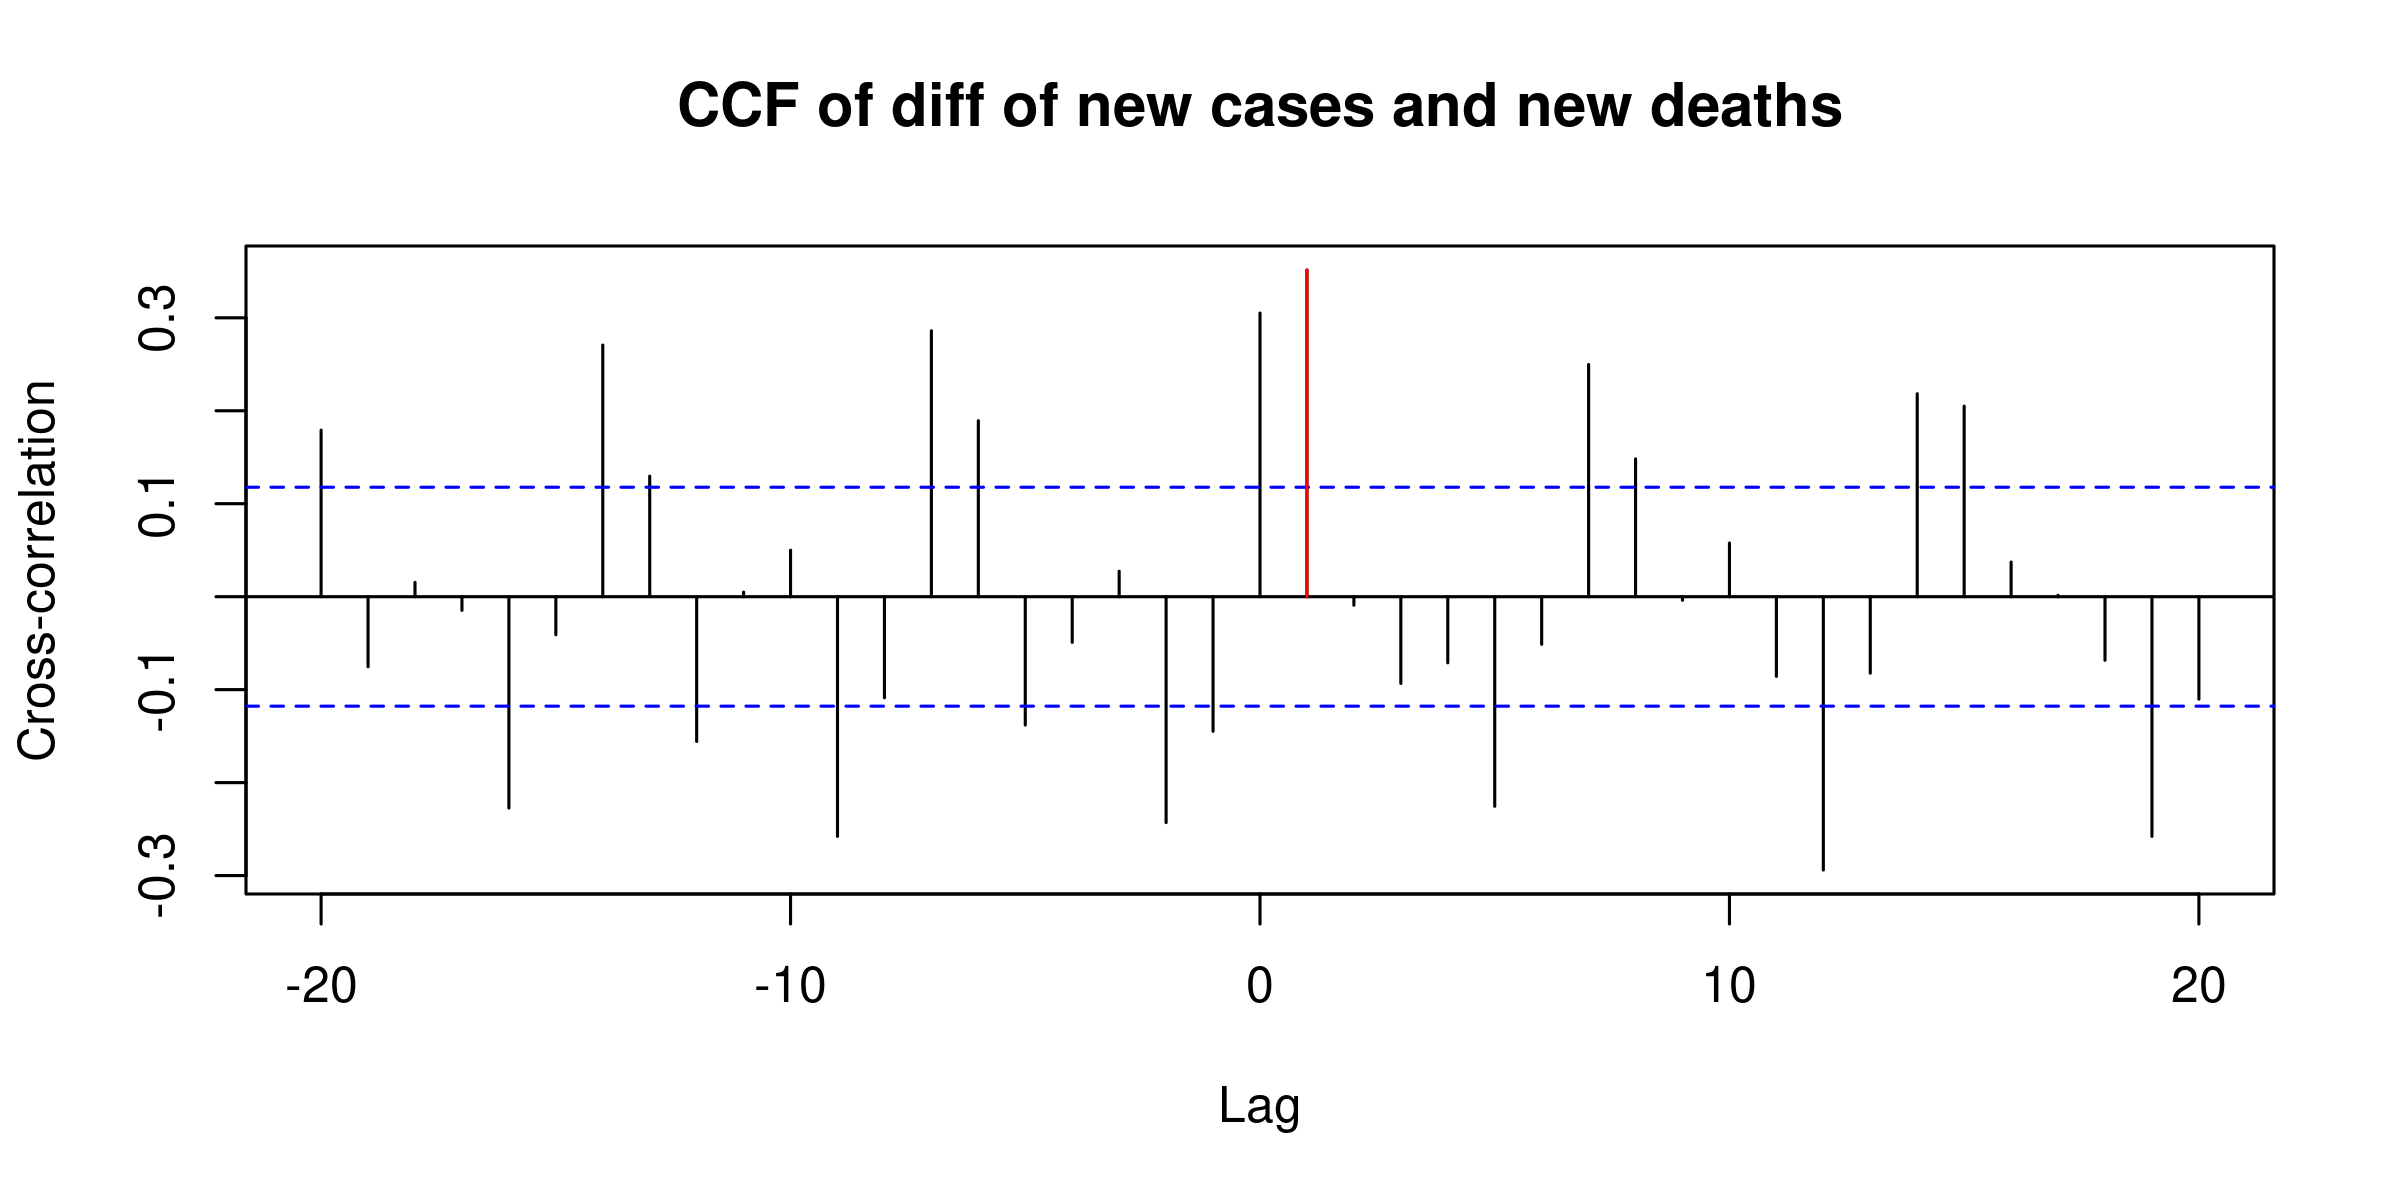 CCF of diff of new cases and new deaths
Cross-correlation
0.3
0.1
-0.1
-0.3
-20 -10 0 10 20
Lag